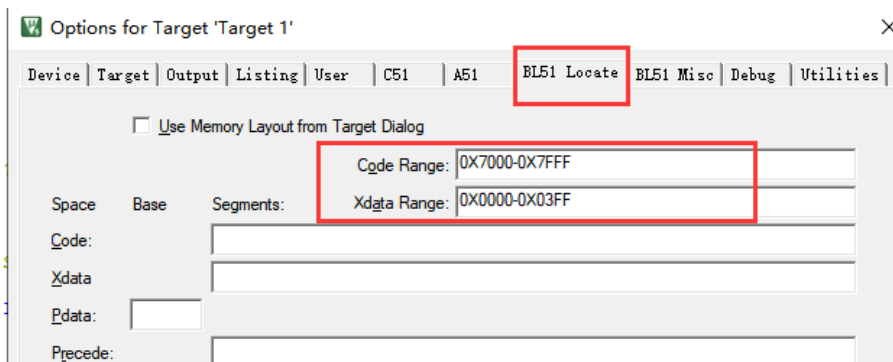 Options for Target 'Target 1'
Device Target Output Listing User C51 A51 BL51 Locate BL51 Misc Debug Utilities
Use Memory Layout from Target Dialog
Code Range: 0X7000-0X7FFF
Space Base Segments: Xdata Range: 0X0000-0X03FF
Code:
Xdata
Pdata:
Precede: